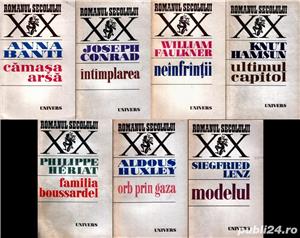 ROMANUL SECOLULUI
XX
ANNA
BANTI
cămașa
arsă
UNIVERS
ROMANUL SECOLULUI
XX
JOSEPH
CONRAD
întîmplarea
UNIVERS
ROMANUL SECOLULUI
XX
WILLIAM
FAULKNER
neînfrînții
UNIVERS
ROMANUL SECOLULUI
XX
KNUT
HAMSUN
ultimul
capitol
UNIVERS
ROMANUL SECOLULUI
XX
PHILIPPE
HÉRIAT
familia
boussardel
UNIVERS
ROMANUL SECOLULUI
XX
ALDOUS
HUXLEY
orb prin gaza
UNIVERS
ROMANUL SECOLULUI
XX
SIEGFRIED
LENZ
modelul
UNIVERS
publi24.ro